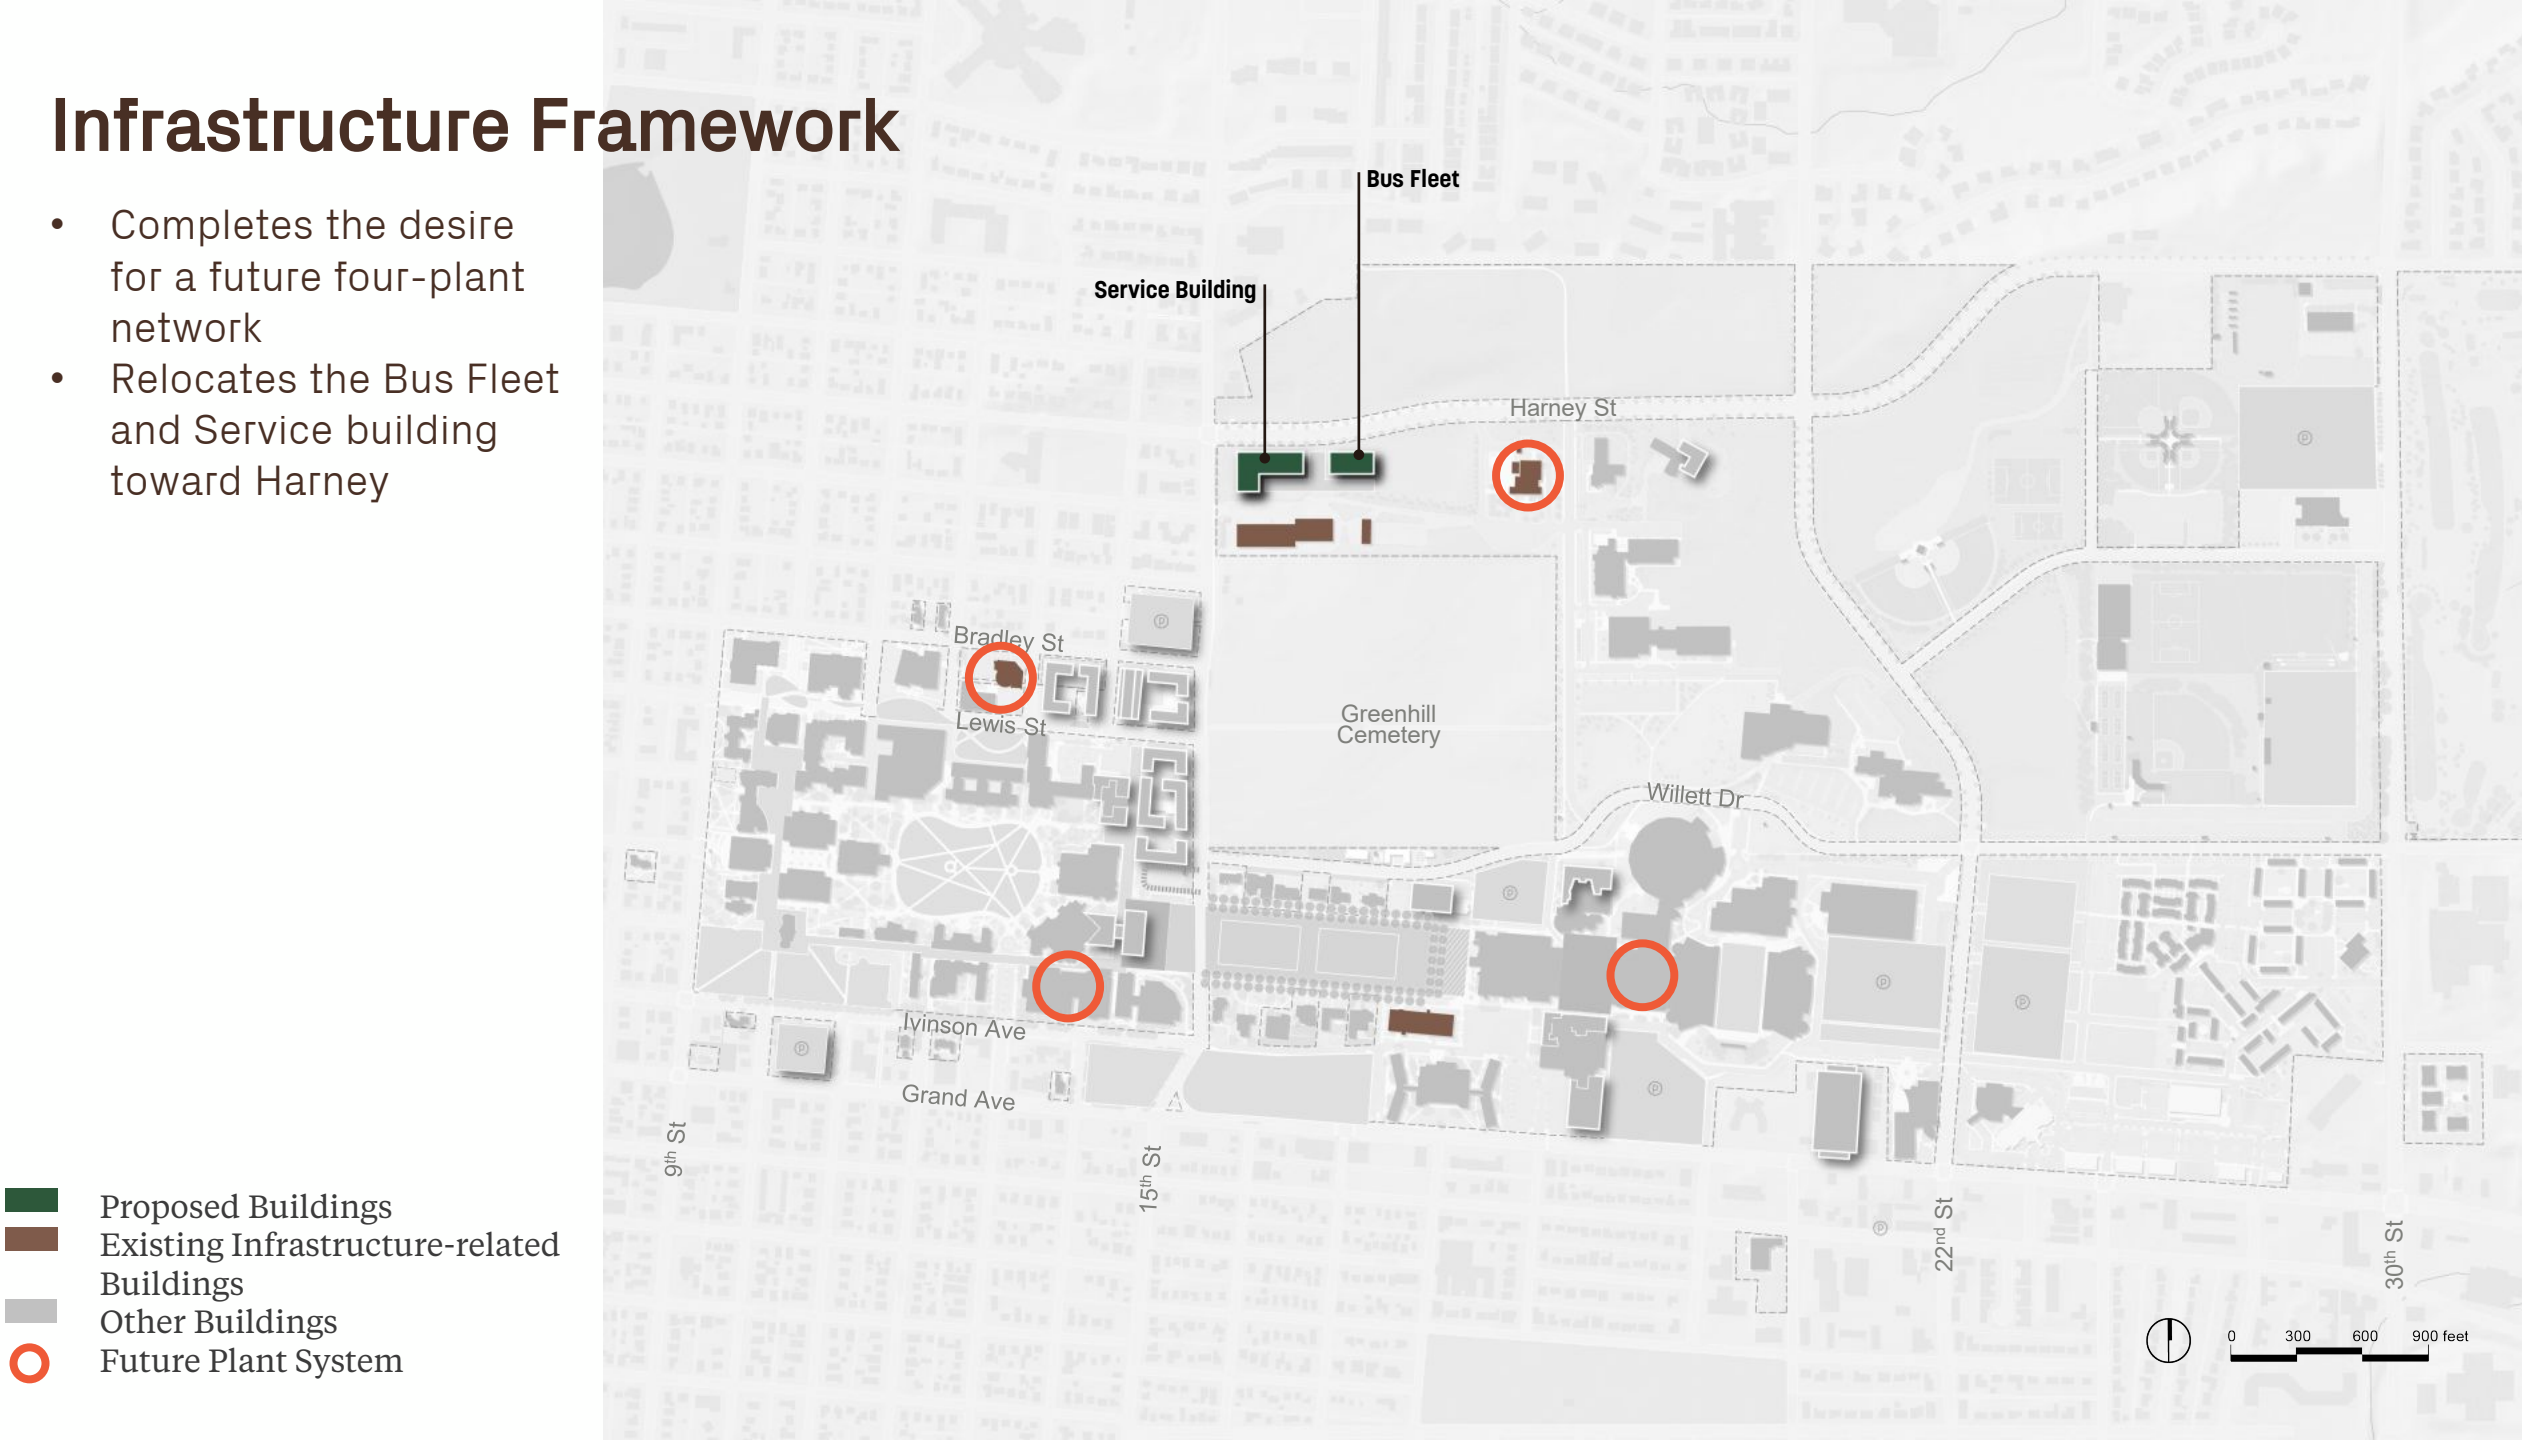 Infrastructure Framework
• Completes the desire
for a future four-plant
network
• Relocates the Bus Fleet
and Service building
toward Harney
Bus Fleet
Service Building
Harney St
Bradley St
Lewis St
Greenhill
Cemetery
Willett Dr
Ivinson Ave
Grand Ave
9th St
15th St
22nd St
30th St
P
P
P
P
P
P
P
P
Proposed Buildings
Existing Infrastructure-related
Buildings
Other Buildings
Future Plant System
0 300 600 900 feet